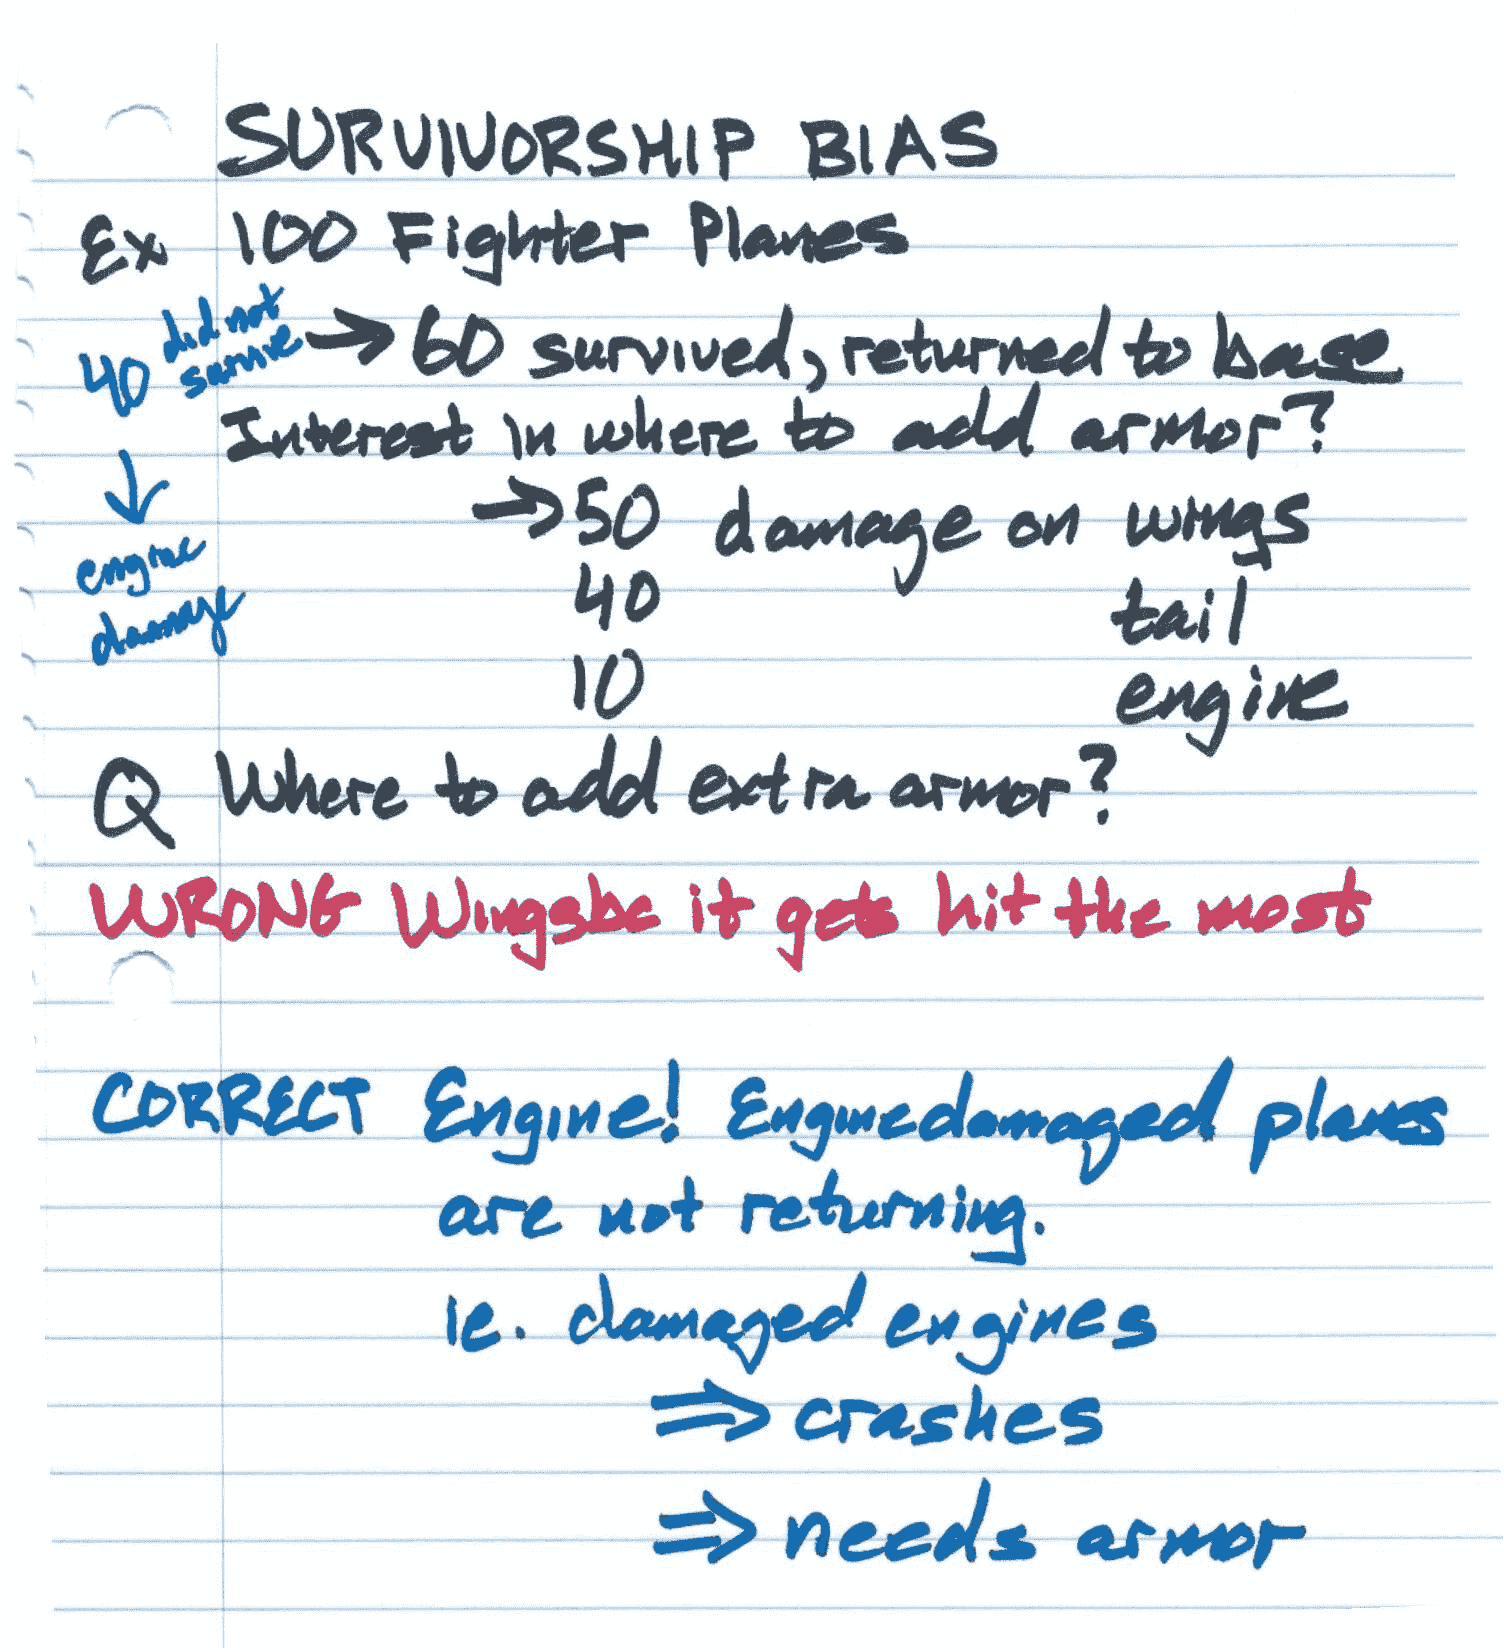 SURVIVORSHIP BIAS
Ex 100 Fighter Planes
40 did not survive → 60 survived, returned to base
Interest in where to add armor?
→ 50 damage on wings
↓
engine
damage
40 tail
10 engine
Q Where to add extra armor?
WRONG Wings bc it gets hit the most
CORRECT Engine! Engine damaged planes
are not returning.
ie. damaged engines
⇒ crashes
⇒ needs armor